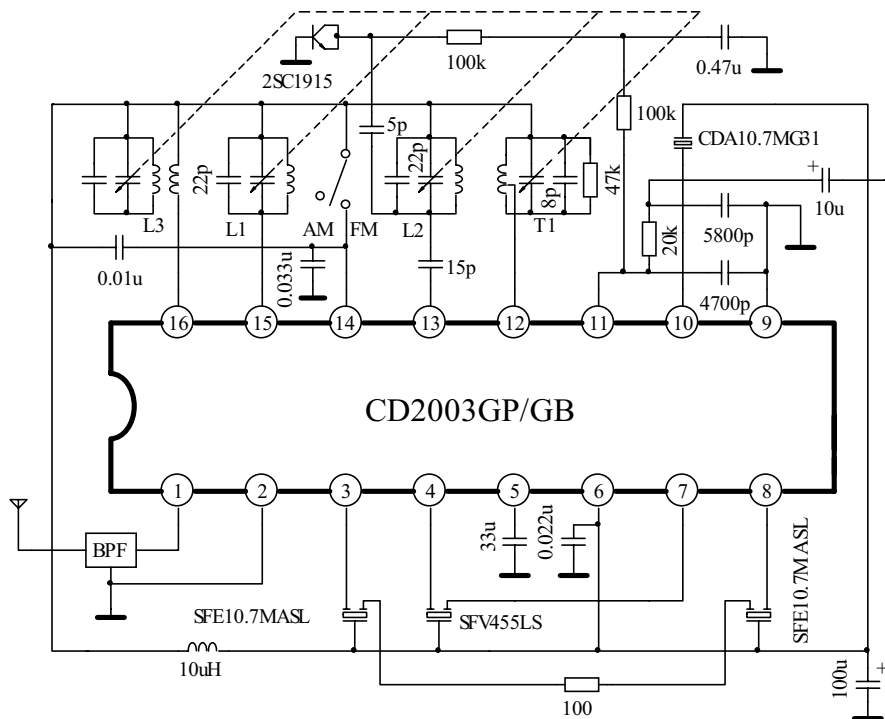 2SC1915
100k
0.47u
100k
CDA10.7MG31
5p
22p
22p
8p
47k
+
10u
L3
L1
AM
FM
L2
T1
20k
5800p
0.01u
0.033u
15p
4700p
16
15
14
13
12
11
10
9
CD2003GP/GB
1
2
3
4
5
6
7
8
BPF
33u
0.022u
SFE10.7MASL
SFV455LS
SFE10.7MASL
10uH
100
100u
+